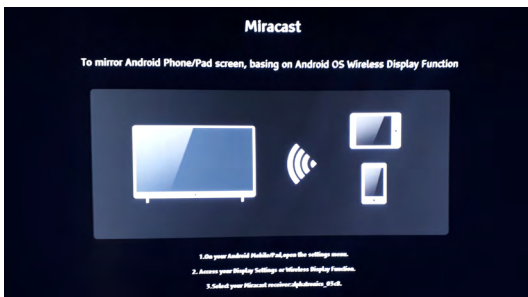 Miracast
To mirror Android Phone/Pad screen, basing on Android OS Wireless Display Function
1.On your Android Mobile/Pad,open the settings menu.
2. Access your Display Settings or Wireless Display Function.
3.Select your Miracast receiver:alphatronics_03c8.